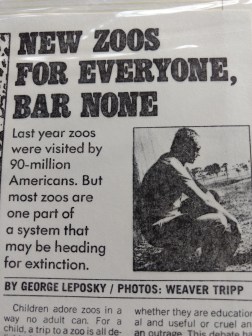 NEW ZOOS
FOR EVERYONE,
BAR NONE
Last year zoos
were visited by
90-million
Americans. But
most zoos are
one part of
a system that
may be heading
for extinction.
BY GEORGE LEPOSKY / PHOTOS: WEAVER TRIPP
Children adore zoos in a
way no adult can. For a
child, a trip to a zoo is all de-
whether they are education-
al and useful or cruel an
an outrage. This debate ha